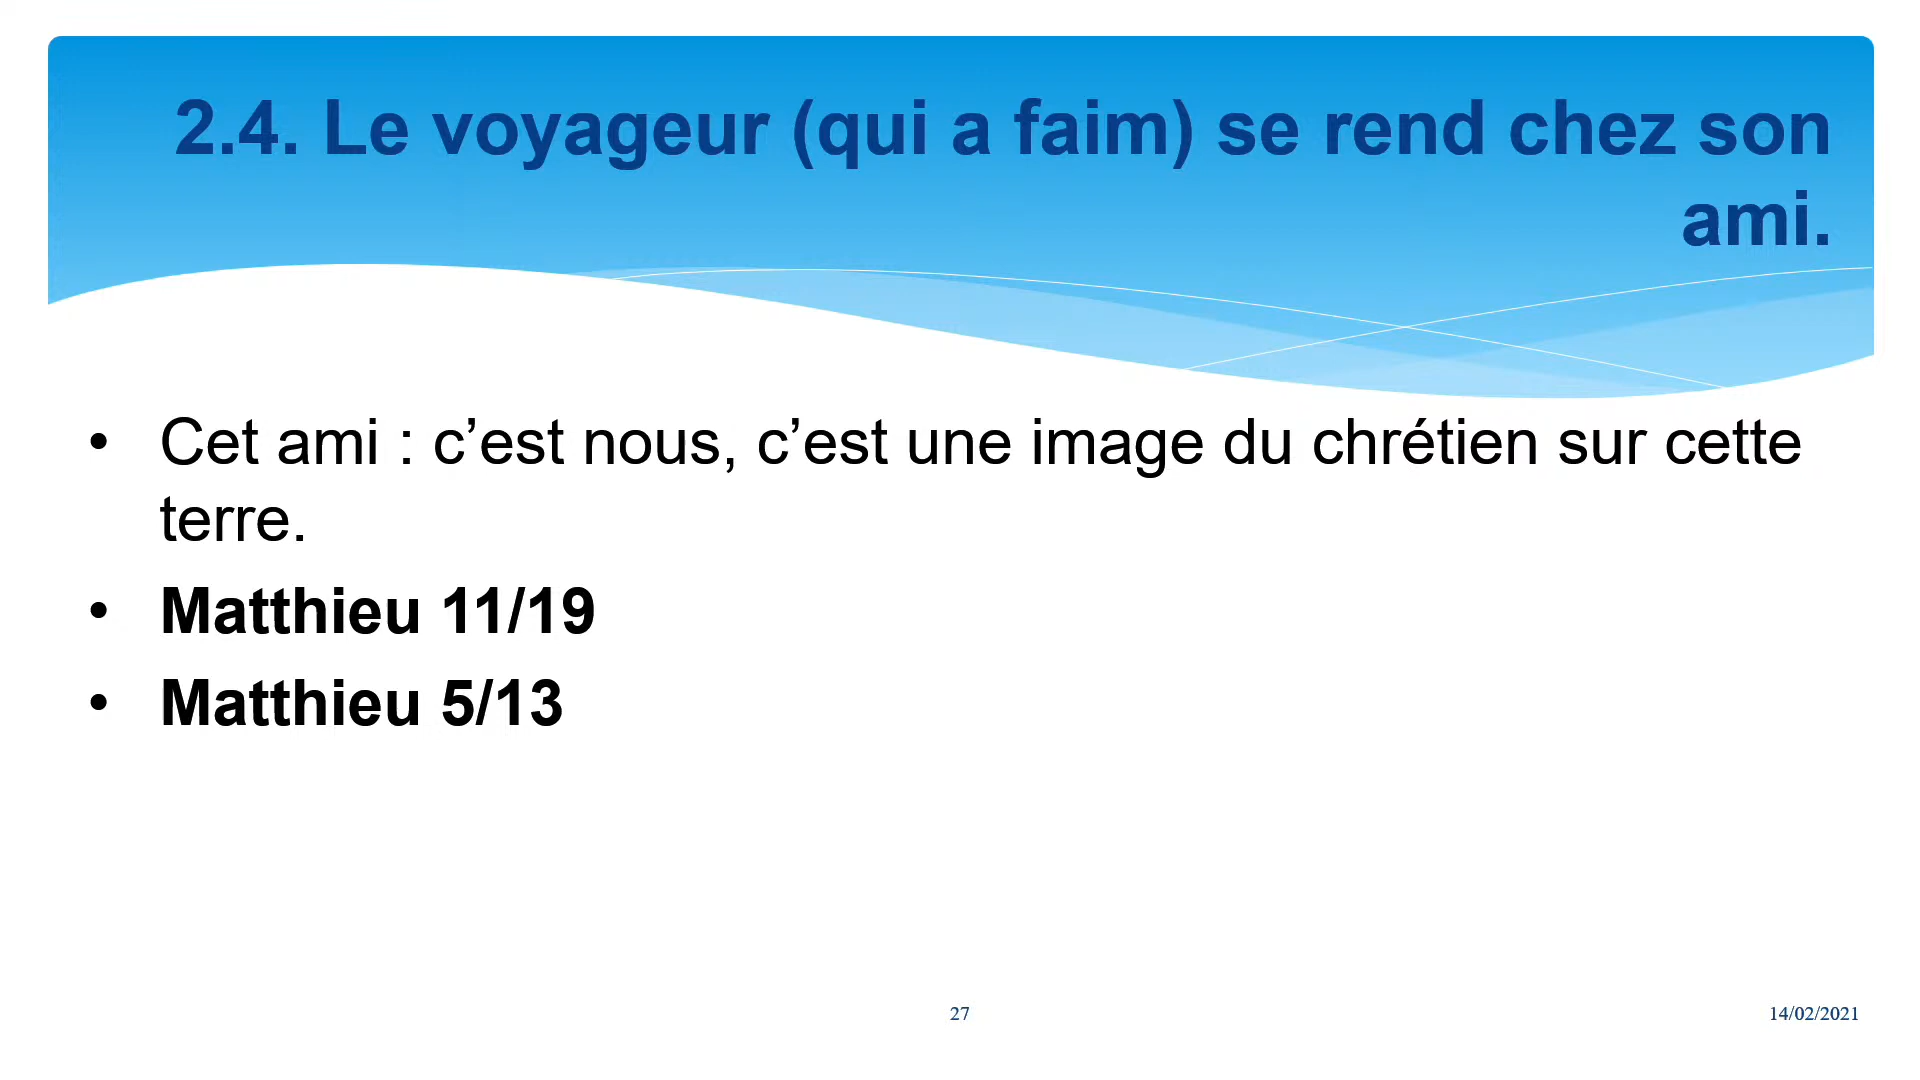 2.4. Le voyageur (qui a faim) se rend chez son
ami.
• Cet ami : c’est nous, c’est une image du chrétien sur cette
terre.
• Matthieu 11/19
• Matthieu 5/13
27
14/02/2021